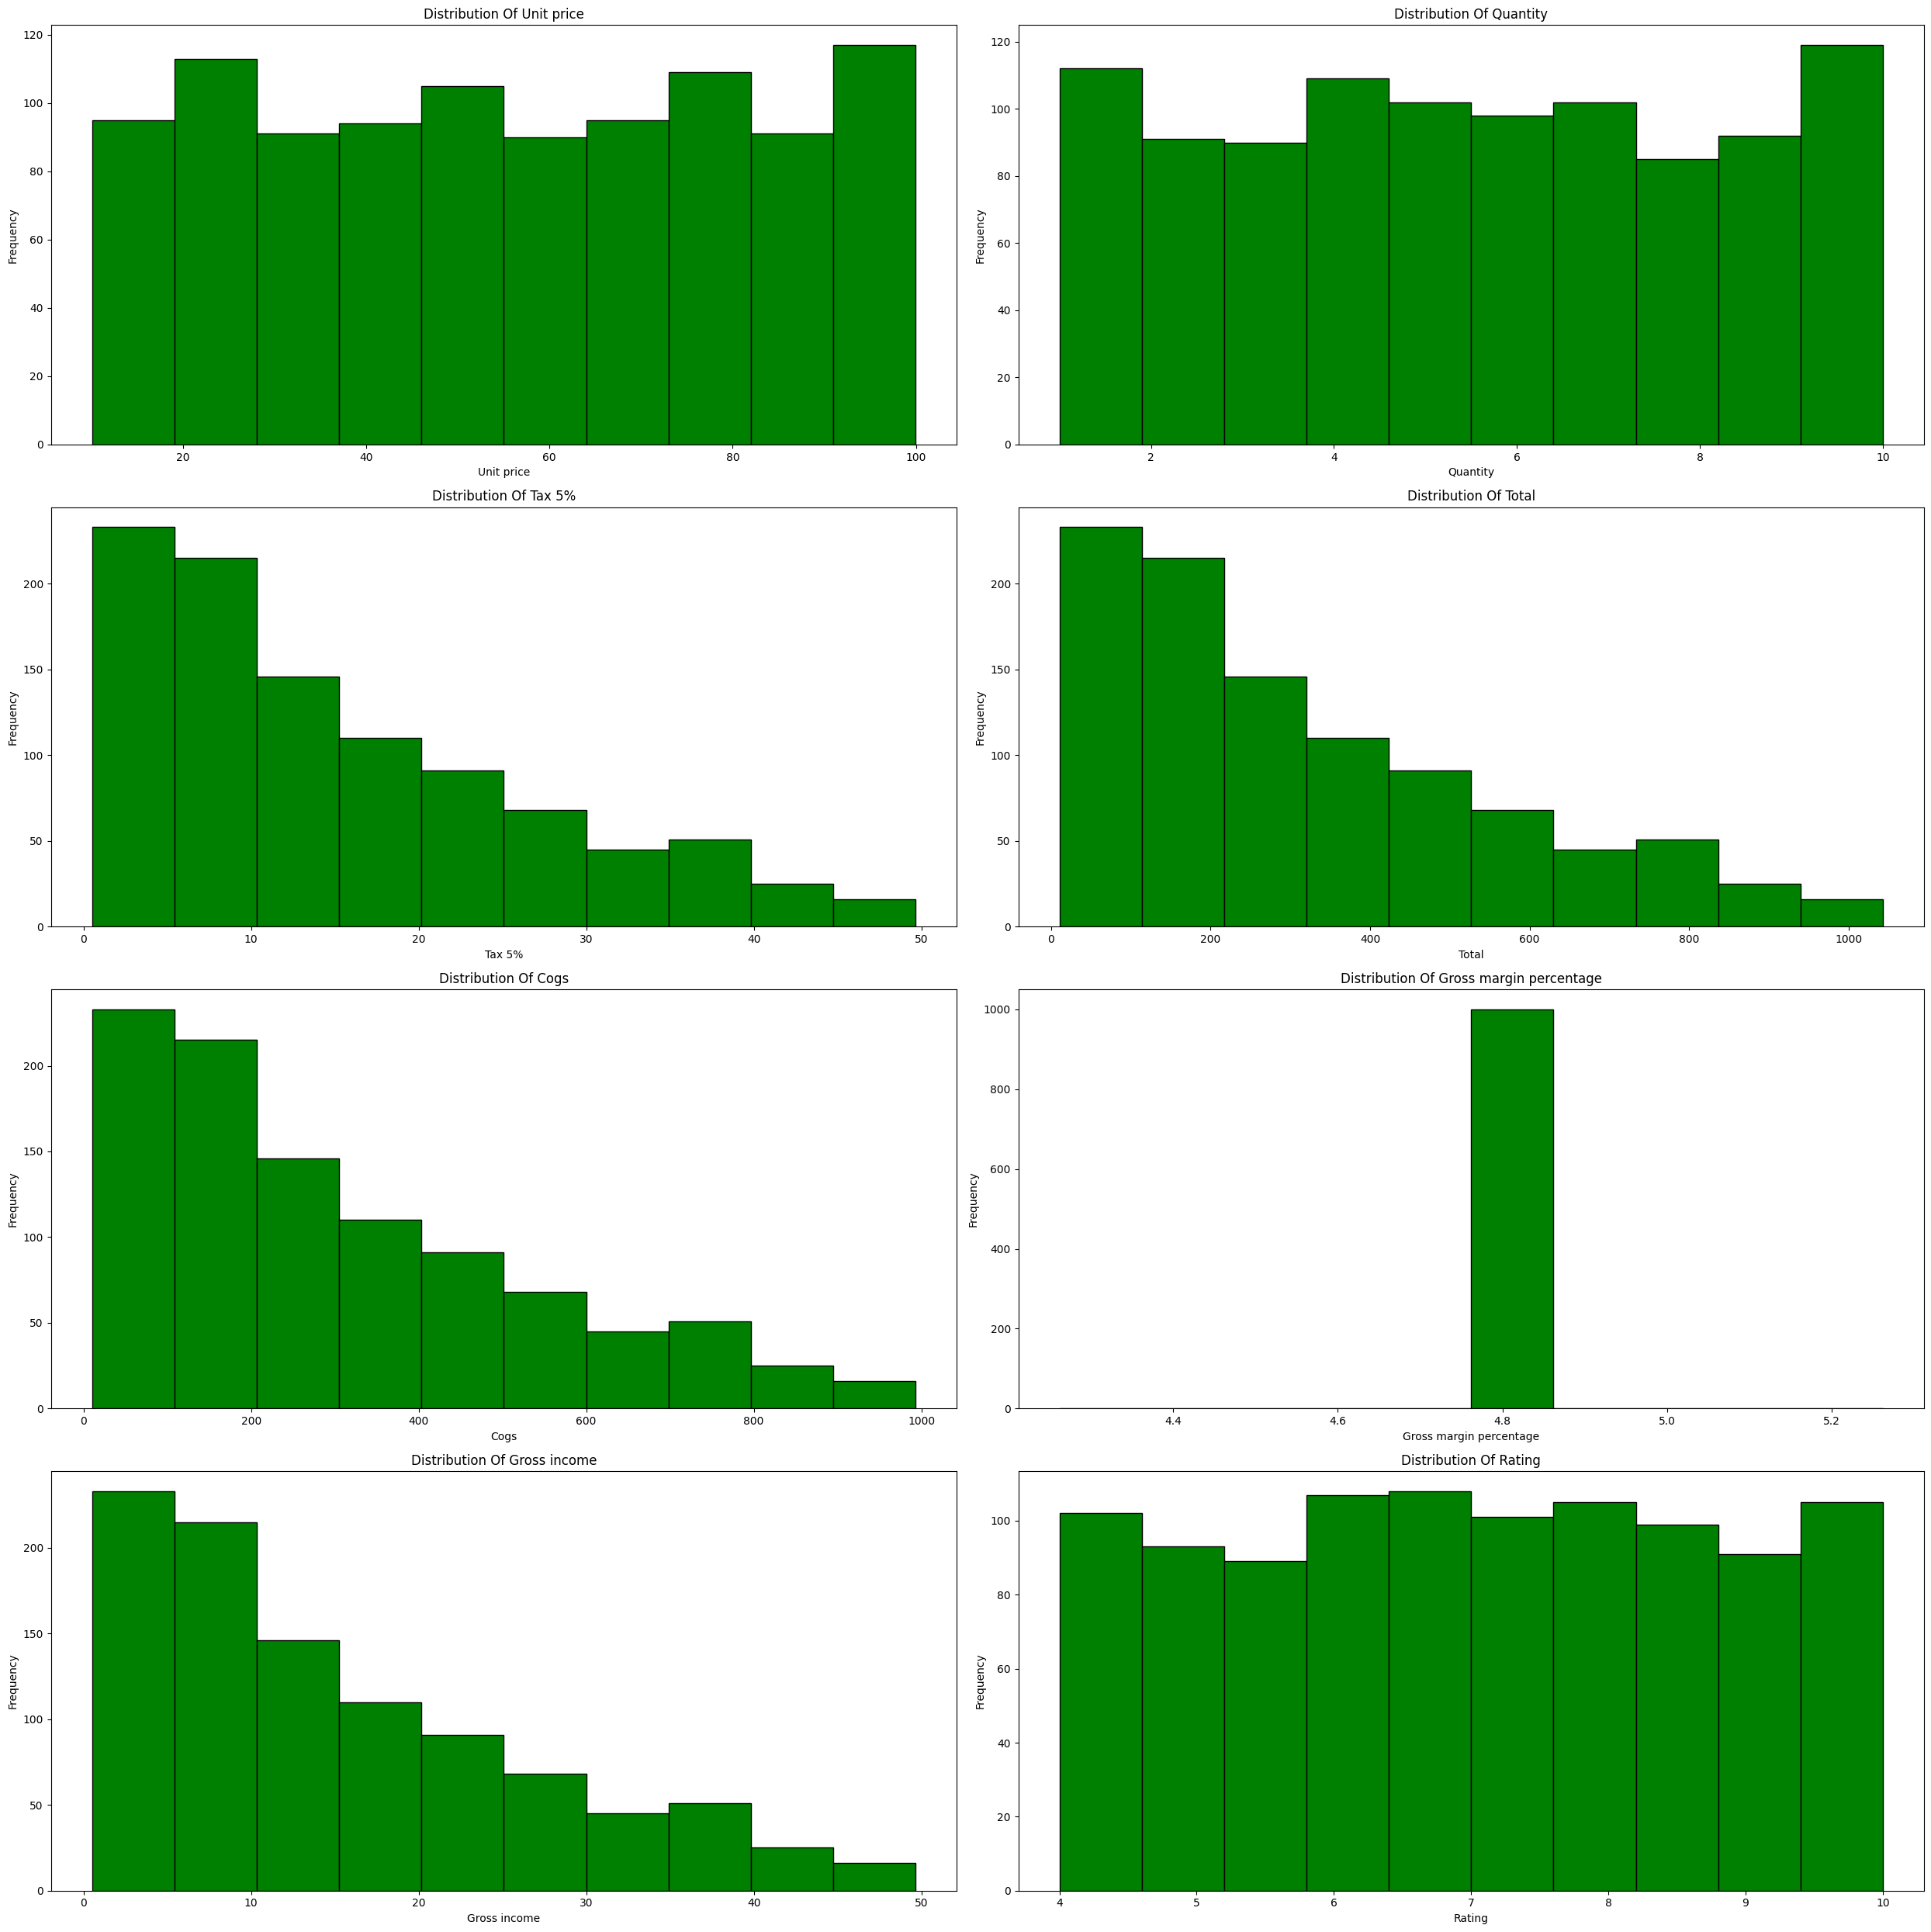 Distribution Of Unit price
120
100
80
60
40
20
0
Frequency
20 40 60 80 100
Unit price
Distribution Of Quantity
120
100
80
60
40
20
0
Frequency
2 4 6 8 10
Quantity
Distribution Of Tax 5%
200
150
100
50
0
Frequency
0 10 20 30 40 50
Tax 5%
Distribution Of Total
200
150
100
50
0
Frequency
0 200 400 600 800 1000
Total
Distribution Of Cogs
200
150
100
50
0
Frequency
0 200 400 600 800 1000
Cogs
Distribution Of Gross margin percentage
1000
800
600
400
200
0
Frequency
4.4 4.6 4.8 5.0 5.2
Gross margin percentage
Distribution Of Gross income
200
150
100
50
0
Frequency
0 10 20 30 40 50
Gross income
Distribution Of Rating
100
80
60
40
20
0
Frequency
4 5 6 7 8 9 10
Rating